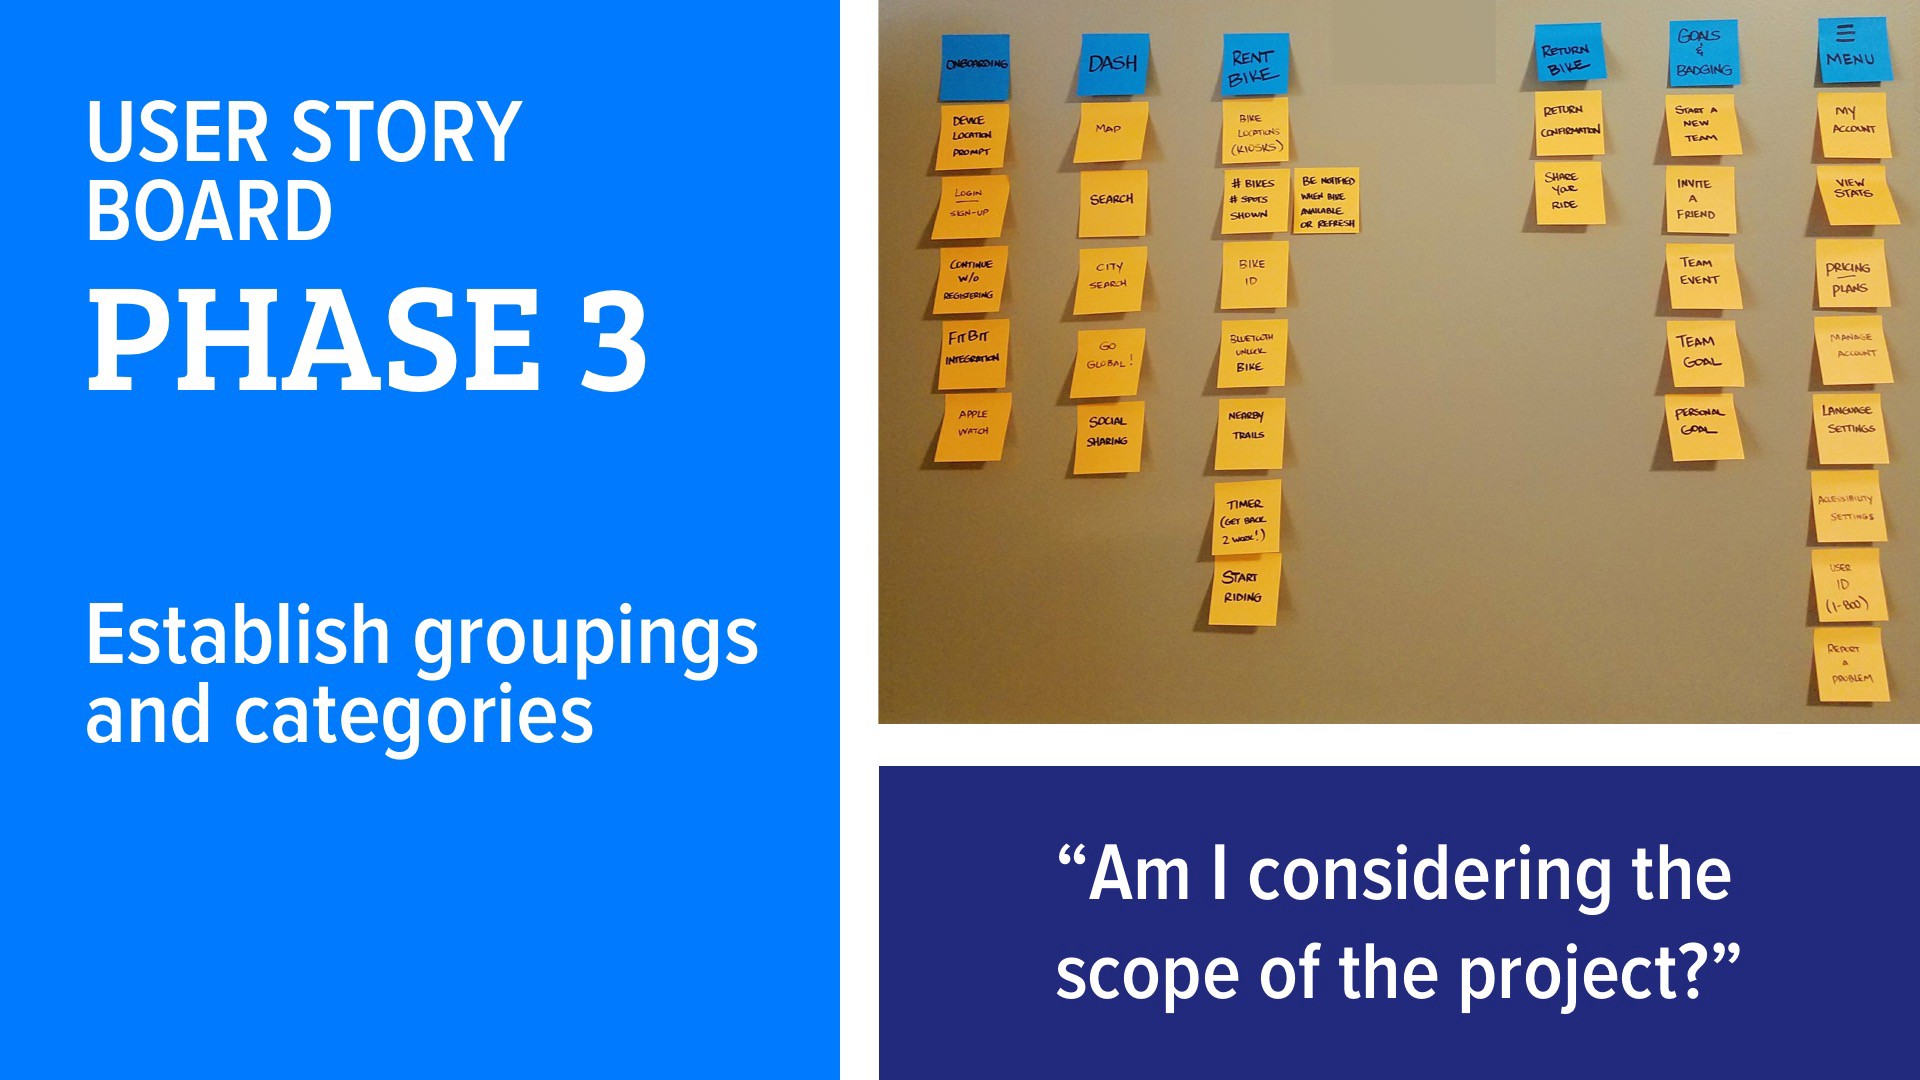 USER STORY
BOARD
PHASE 3
Establish groupings
and categories
ONBOARDING
DEVICE
LOCATION
PROMPT
LOGIN
SIGN-UP
CONTINUE
W/O
REGISTERING
FITBIT
INTEGRATION
APPLE
WATCH
DASH
MAP
SEARCH
CITY
SEARCH
GO
GLOBAL!
SOCIAL
SHARING
RENT
BIKE
BIKE
LOCATIONS
(KIOSKS)
# BIKES
# SPOTS
SHOWN
BE NOTIFIED
WHEN BIKE
AVAILABLE
OR REFRESH
BIKE
ID
BLUETOOTH
UNLOCK
BIKE
NEARBY
TRAILS
TIMER
(GET BACK
2 WORK!)
START
RIDING
RETURN
BIKE
RETURN
CONFIRMATION
SHARE
YOUR
RIDE
GOALS
&
BADGING
START A
NEW
TEAM
INVITE
A
FRIEND
TEAM
EVENT
TEAM
GOAL
PERSONAL
GOAL
MENU
MY
ACCOUNT
VIEW
STATS
PRICING
PLANS
MANAGE
ACCOUNT
LANGUAGE
SETTINGS
ACCESSIBILITY
SETTINGS
USER
ID
(1-800)
REPORT
A
PROBLEM
“Am I considering the
scope of the project?”